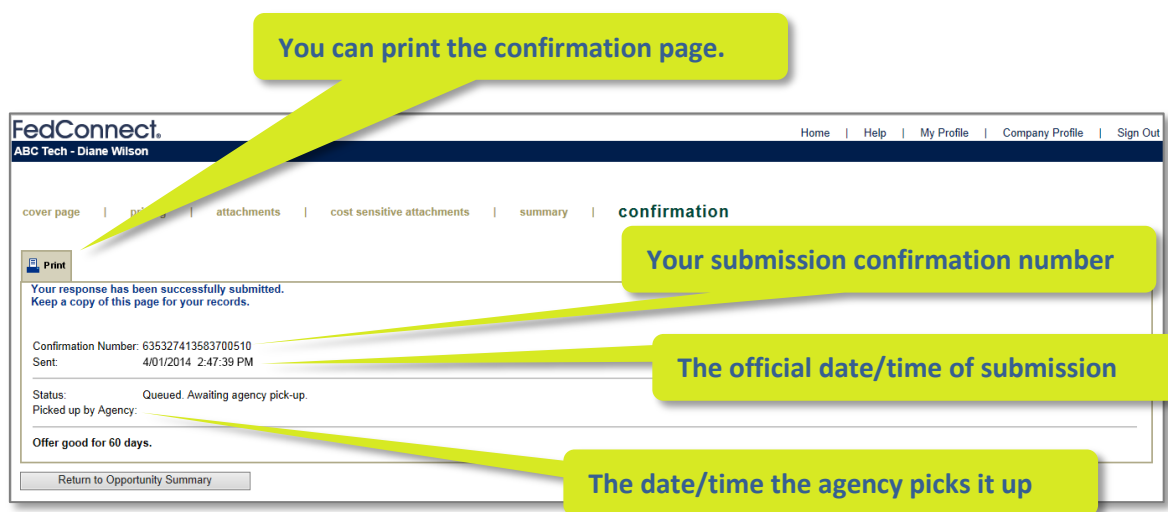 You can print the confirmation page.
FedConnect®
Home | Help | My Profile | Company Profile | Sign Out
ABC Tech - Diane Wilson
cover page | | attachments | cost sensitive attachments | summary | confirmation
Print
Your submission confirmation number
Your response has been successfully submitted.
Keep a copy of this page for your records.
Confirmation Number: 635327413583700510
Sent: 4/01/2014 2:47:39 PM
The official date/time of submission
Status: Queued. Awaiting agency pick-up.
Picked up by Agency:
Offer good for 60 days.
Return to Opportunity Summary
The date/time the agency picks it up